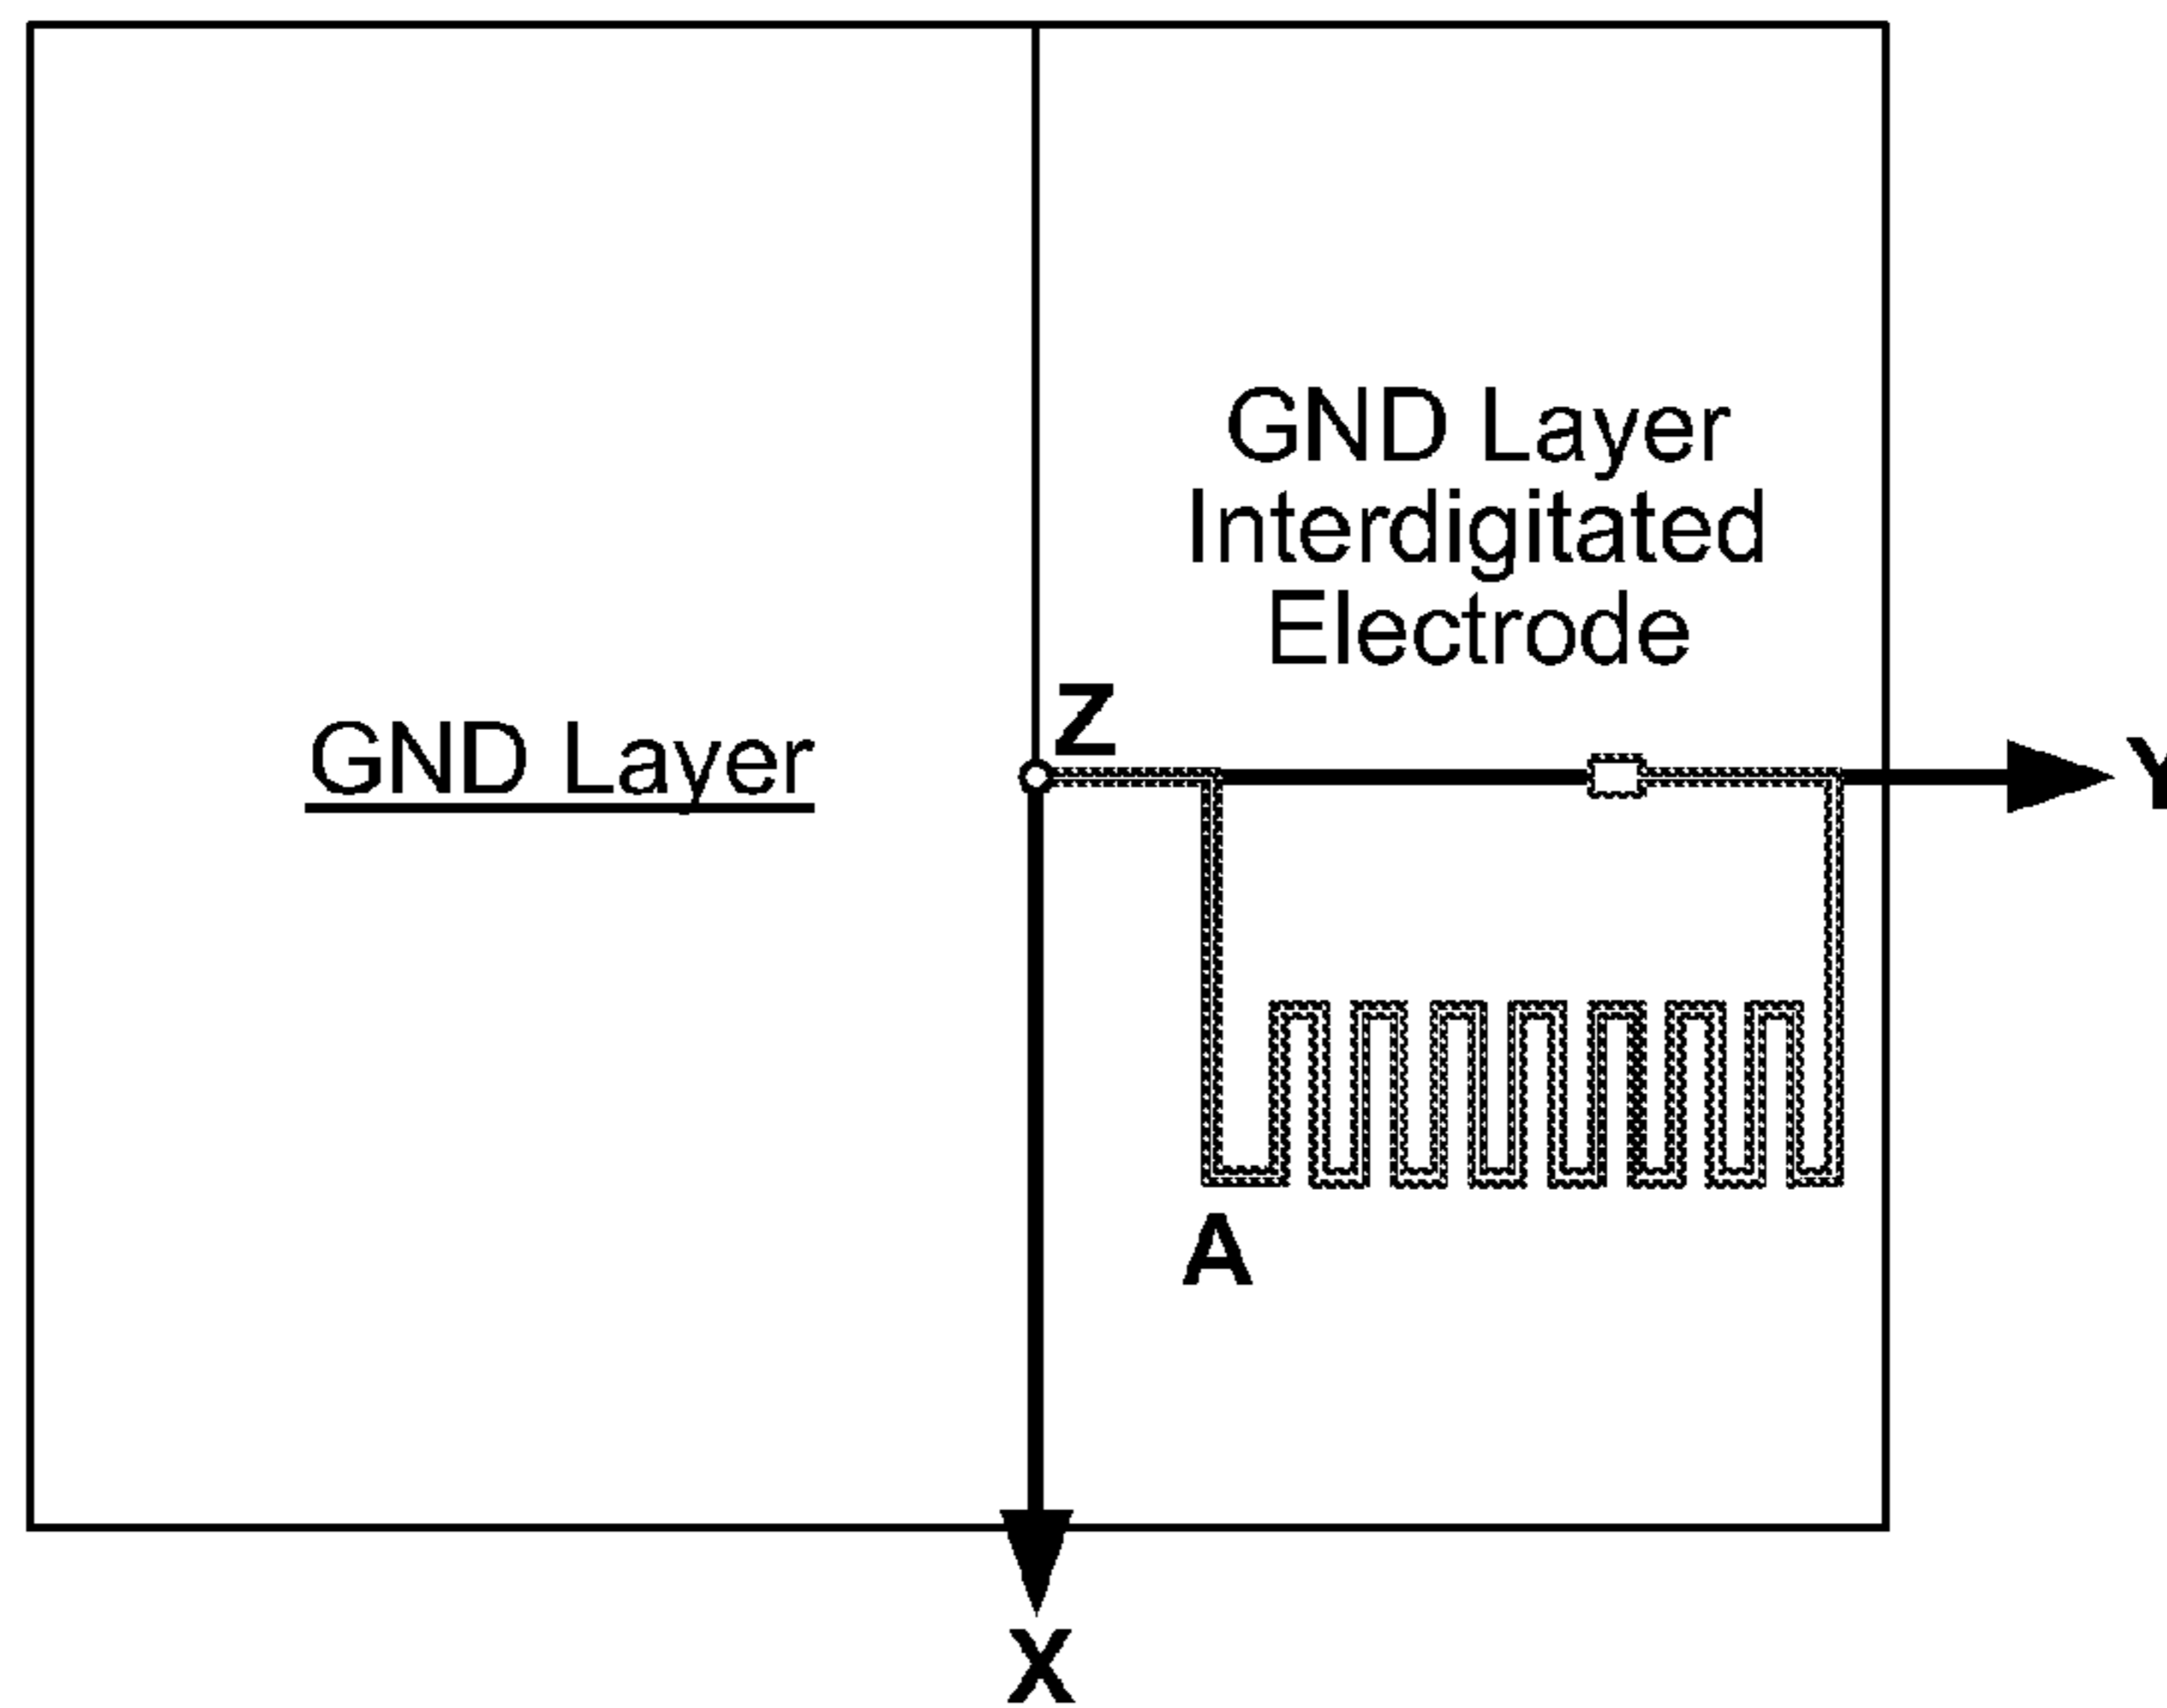 GND Layer
Interdigitated
Electrode
Z
GND Layer
Y
A
X